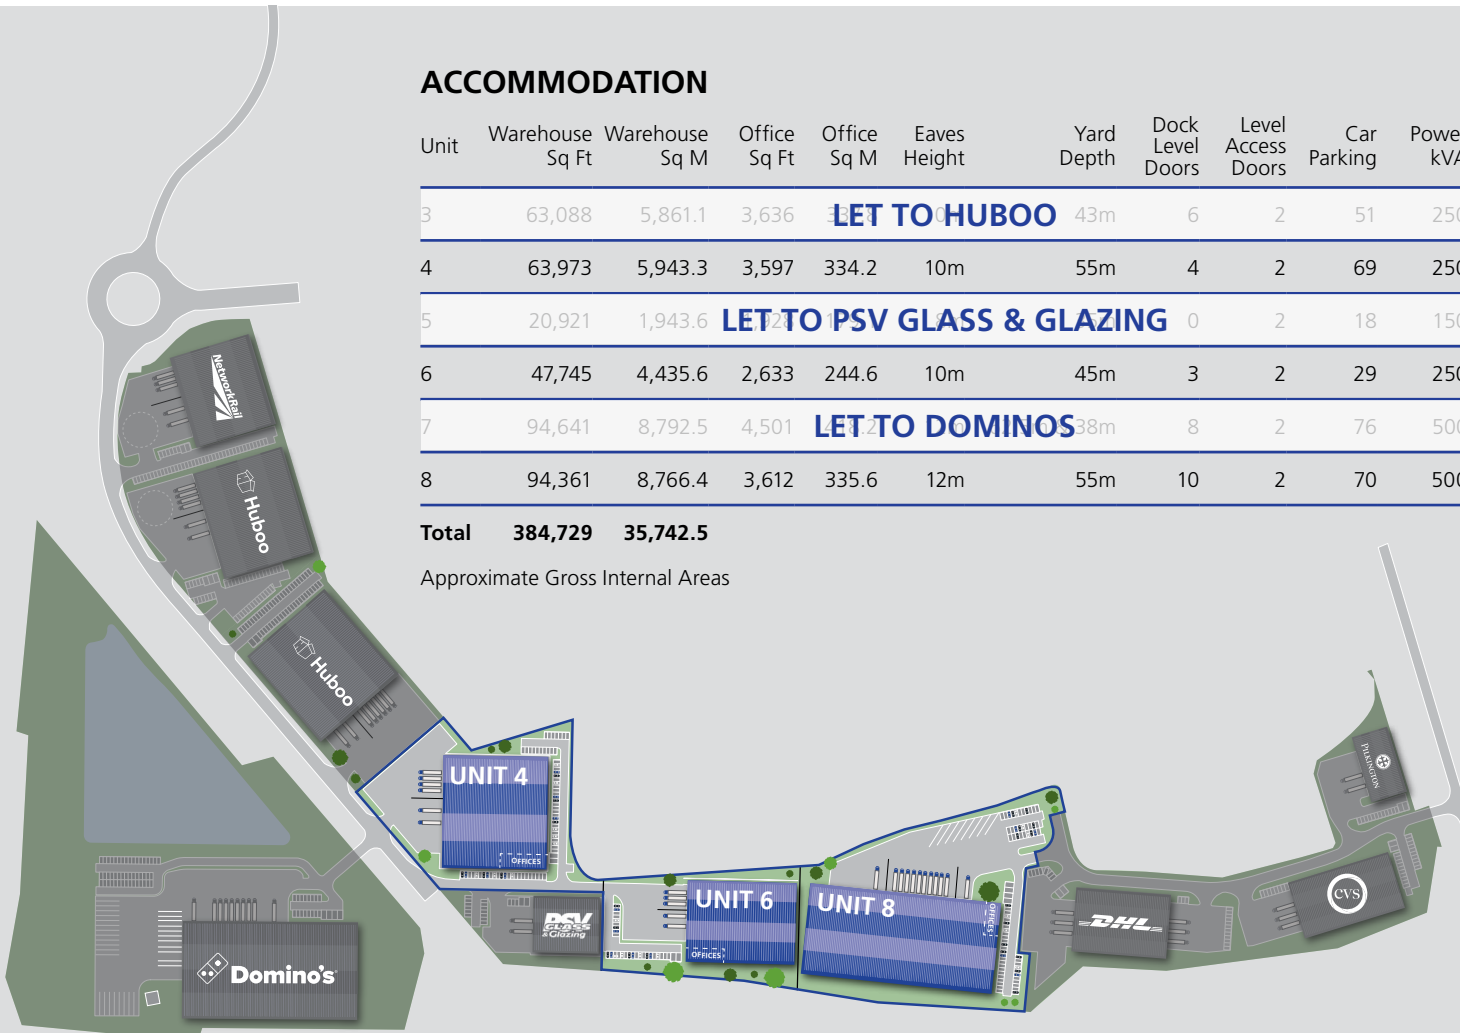 ACCOMMODATION
Unit Warehouse Sq Ft Warehouse Sq M Office Sq Ft Office Sq M Eaves Height Yard Depth Dock Level Doors Level Access Doors Car Parking
3 63,088 5,861.1 3,636 LET TO HUBOO 43m 6 2 51
4 63,973 5,943.3 3,597 334.2 10m 55m 4 2 69
5 20,921 1,943.6 LET TO PSV GLASS & GLAZING 0 2 18
6 47,745 4,435.6 2,633 244.6 10m 45m 3 2 29
7 94,641 8,792.5 4,501 LET TO DOMINOS 38m 8 2 76
8 94,361 8,766.4 3,612 335.6 12m 55m 10 2 70
Total 384,729 35,742.5
Approximate Gross Internal Areas
NetworkRail
Huboo
Huboo
UNIT 4
OFFICES
PILKINGTON
UNIT 6
OFFICES
UNIT 8
OFFICES
PSV
GLASS
& Glazing
DHL
CVS
Domino's